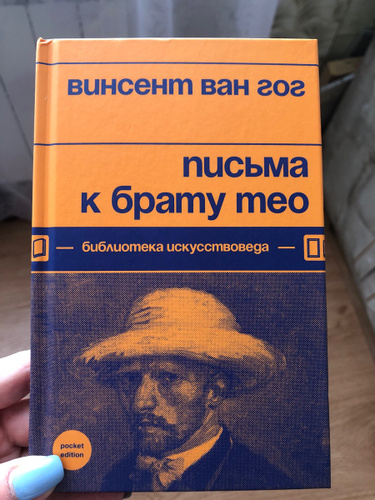 винсент ван гог
письма
к брату тео
библиотека искусствоведа
pocket
edition